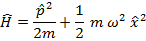 Ĥ = p̂²/2m + 1/2 m ω² x̂²